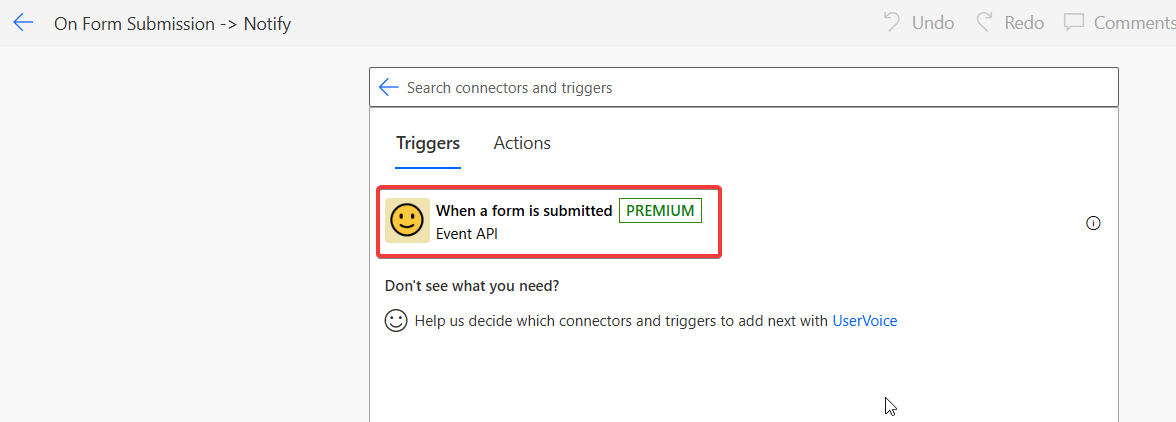 On Form Submission -> Notify
Undo
Redo
Comments
Search connectors and triggers
Triggers
Actions
When a form is submitted PREMIUM
Event API
Don't see what you need?
Help us decide which connectors and triggers to add next with UserVoice